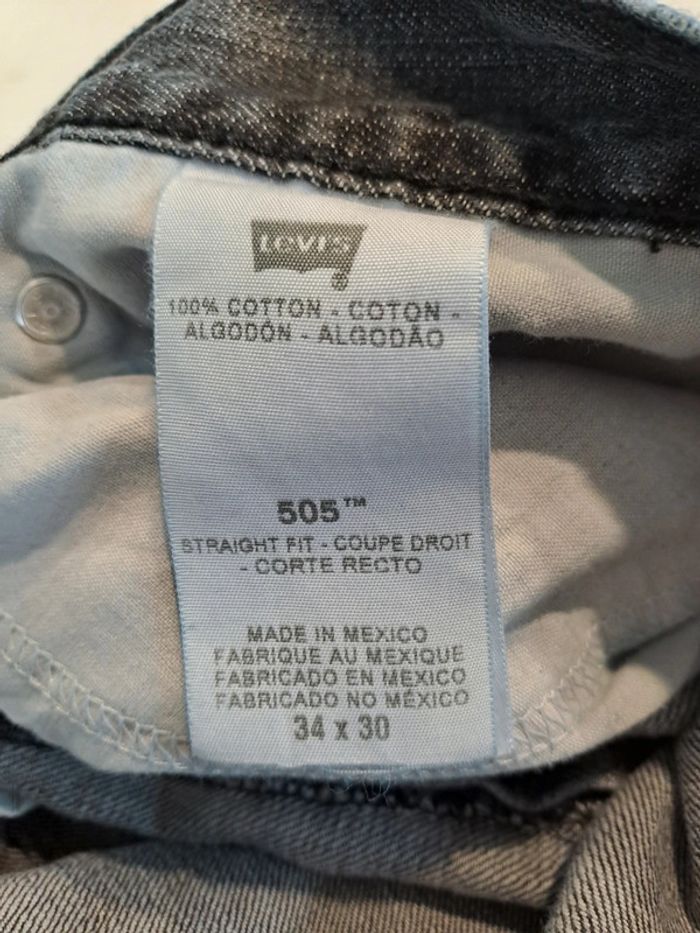 Levi's
®
100% COTTON - COTON -
ALGODÓN - ALGODÃO
505™
STRAIGHT FIT - COUPE DROIT
- CORTE RECTO
MADE IN MEXICO
FABRIQUE AU MEXIQUE
FABRICADO EN MEXICO
FABRICADO NO MÉXICO
34 x 30